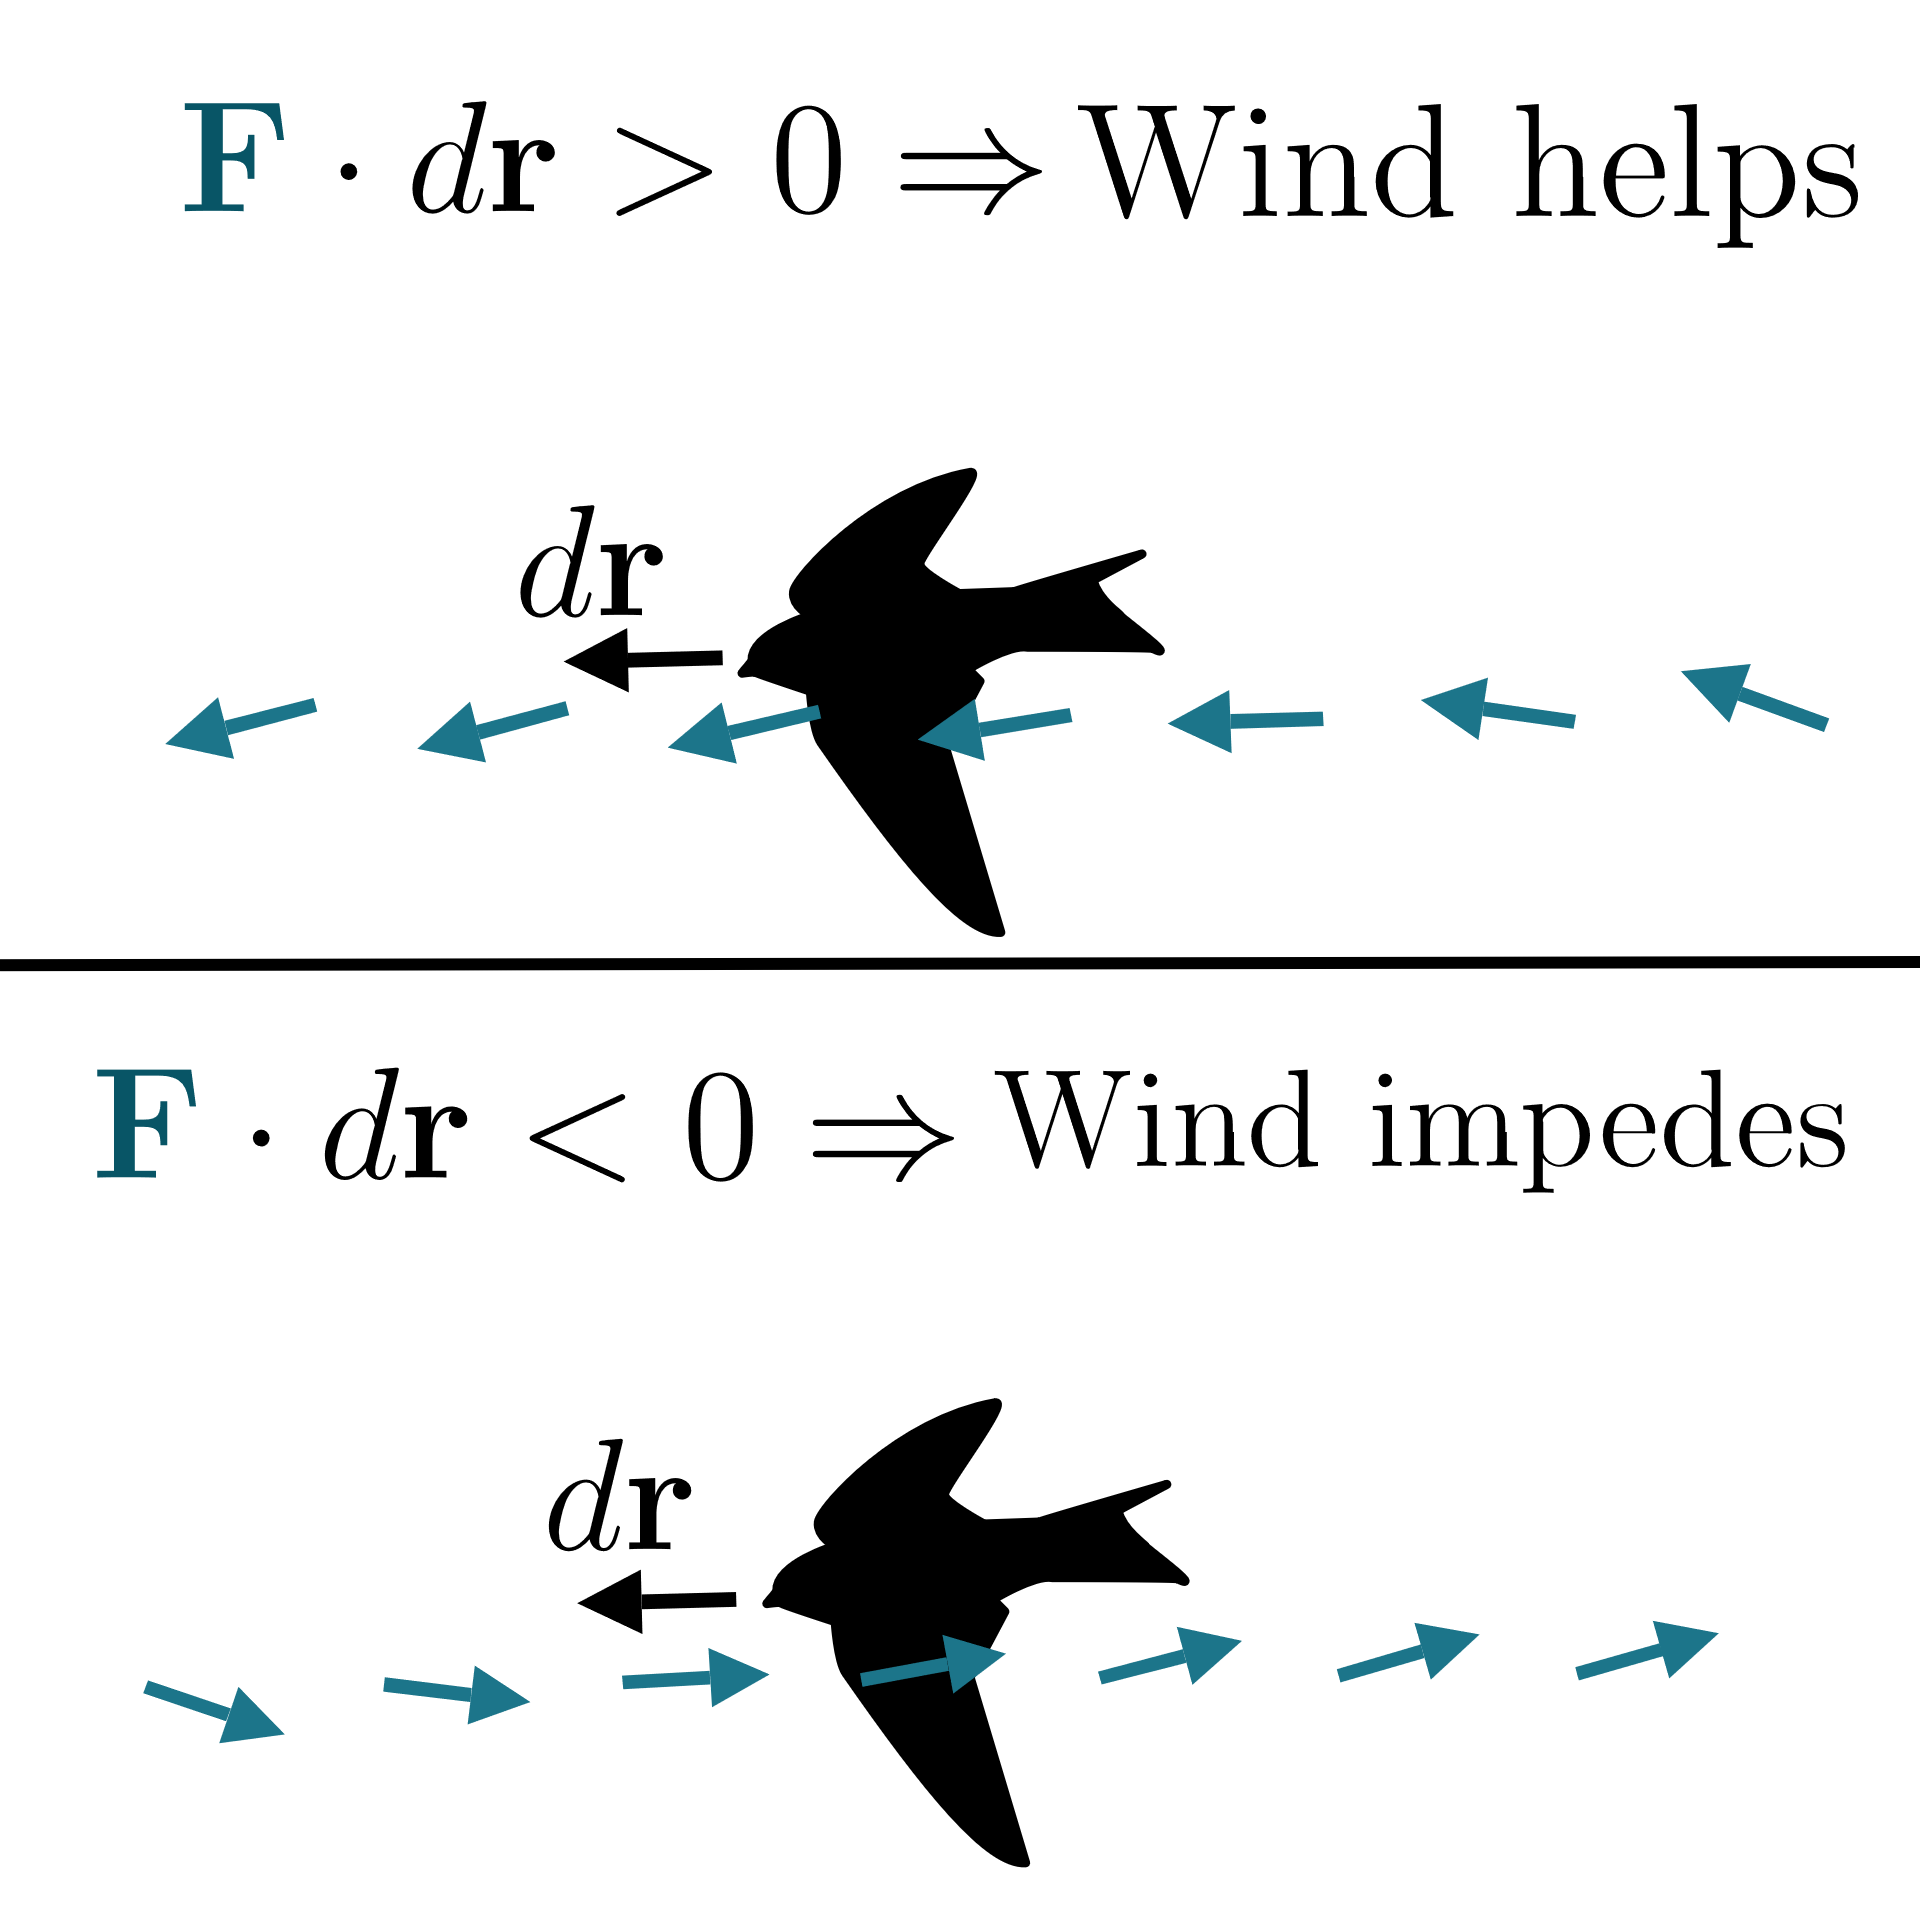 F · dr > 0 ⇒ Wind helps
dr
F · dr < 0 ⇒ Wind impedes
dr